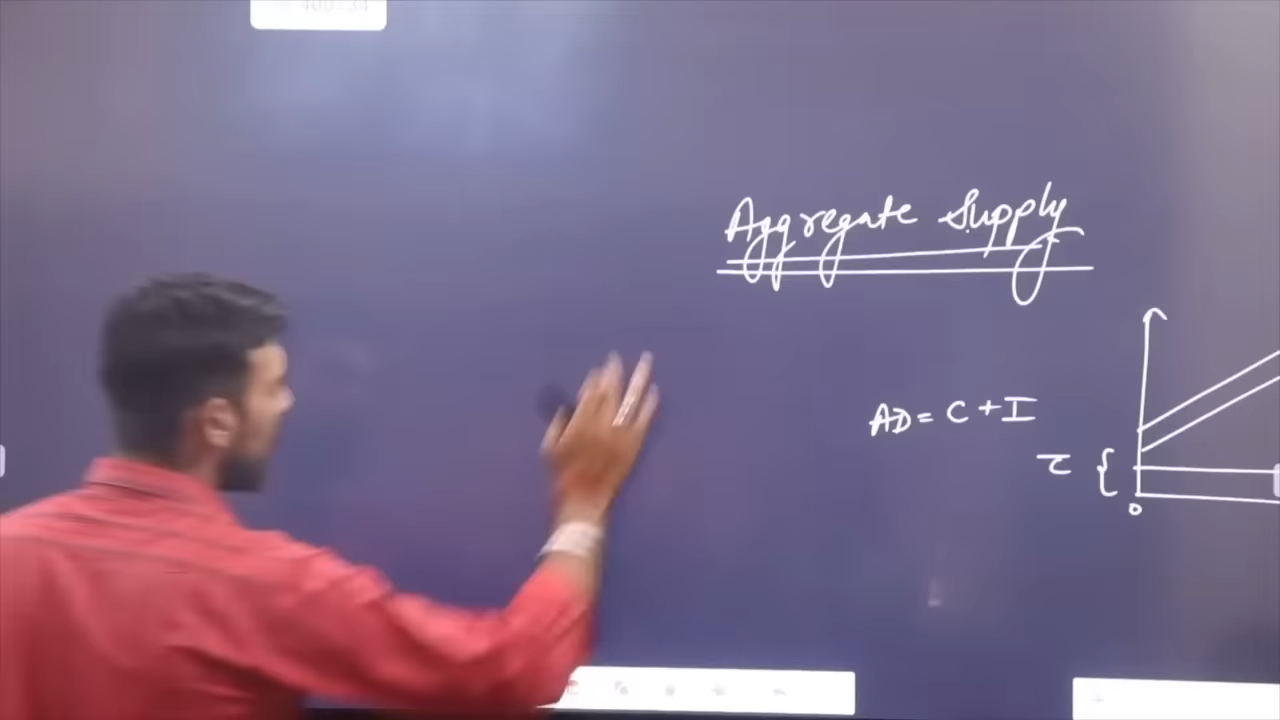 Aggregate Supply
AD = C + I
I {
0